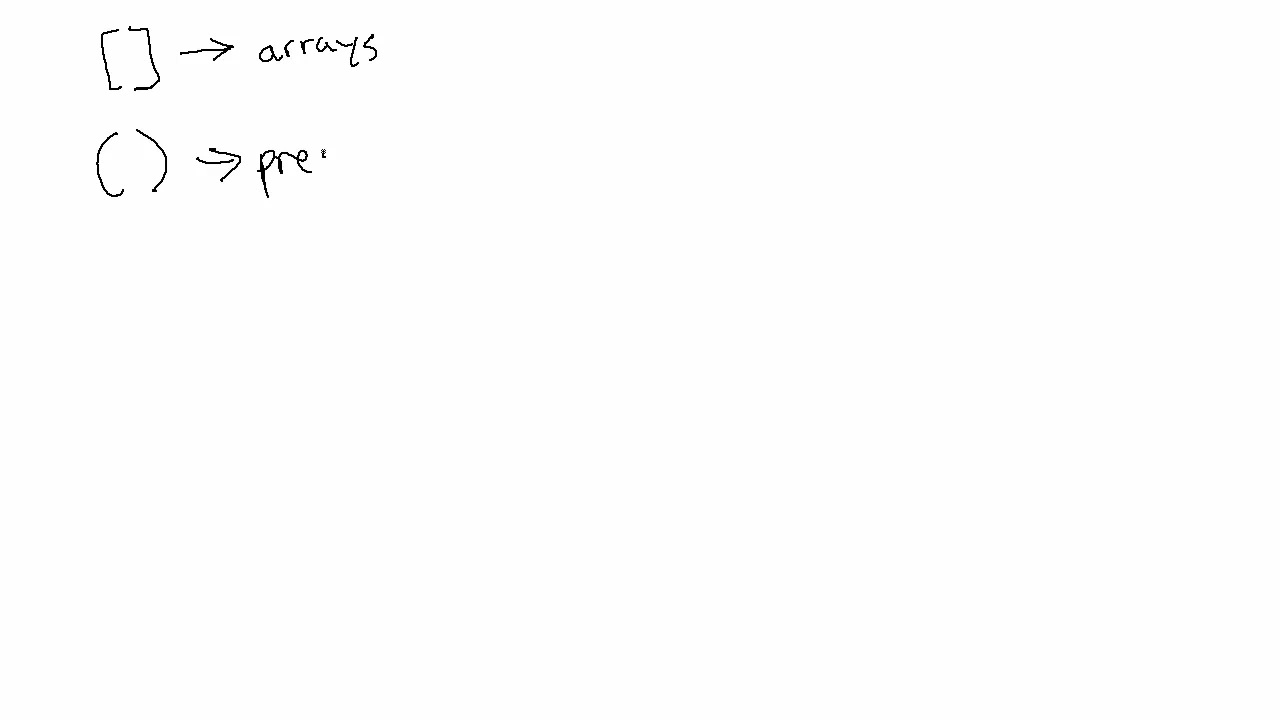 [] → arrays
() → pre